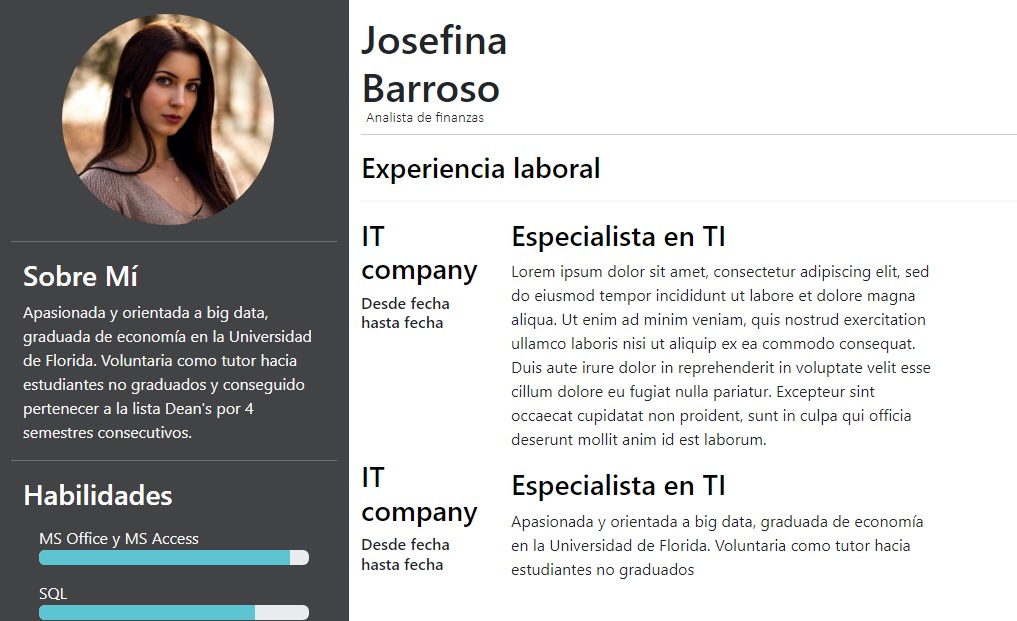 Sobre Mí
Apasionada y orientada a big data,
graduada de economía en la Universidad
de Florida. Voluntaria como tutor hacia
estudiantes no graduados y conseguido
pertenecer a la lista Dean's por 4
semestres consecutivos.
Habilidades
MS Office y MS Access
SQL
Josefina
Barroso
Analista de finanzas
Experiencia laboral
IT
company
Desde fecha
hasta fecha
Especialista en TI
Lorem ipsum dolor sit amet, consectetur adipiscing elit, sed
do eiusmod tempor incididunt ut labore et dolore magna
aliqua. Ut enim ad minim veniam, quis nostrud exercitation
ullamco laboris nisi ut aliquip ex ea commodo consequat.
Duis aute irure dolor in reprehenderit in voluptate velit esse
cillum dolore eu fugiat nulla pariatur. Excepteur sint
occaecat cupidatat non proident, sunt in culpa qui officia
deserunt mollit anim id est laborum.
IT
company
Desde fecha
hasta fecha
Especialista en TI
Apasionada y orientada a big data, graduada de economía
en la Universidad de Florida. Voluntaria como tutor hacia
estudiantes no graduados